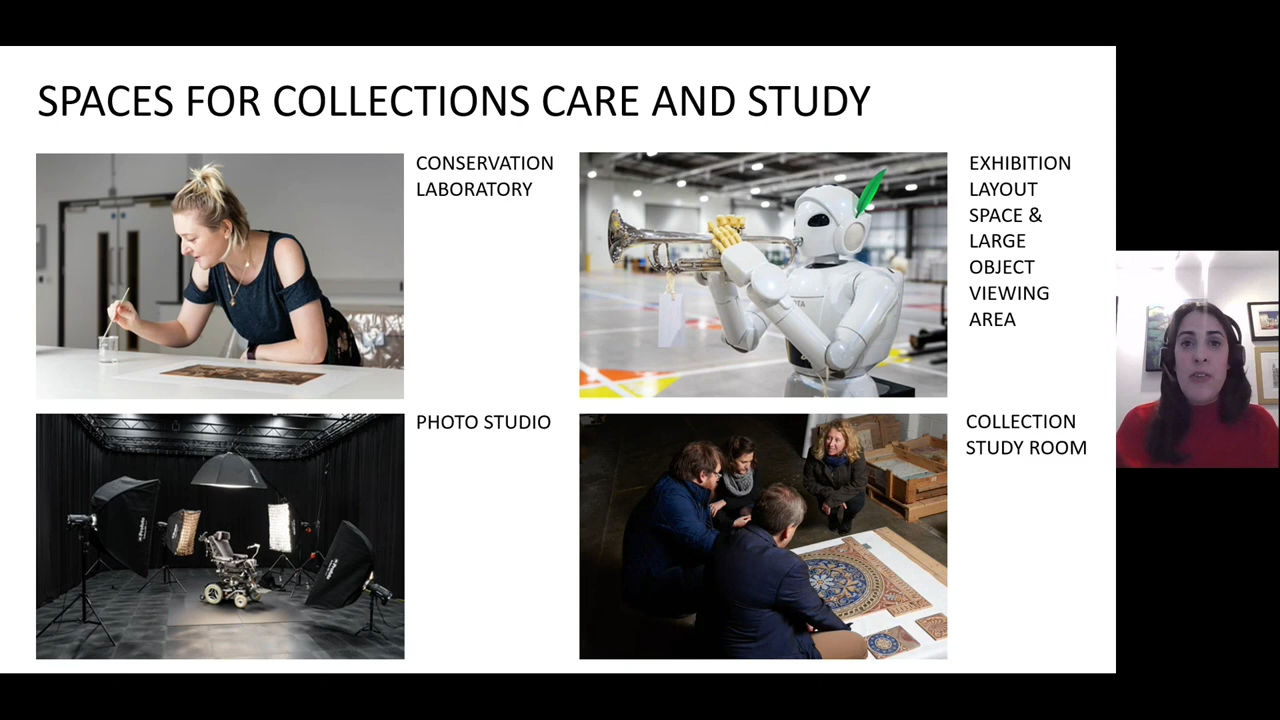 SPACES FOR COLLECTIONS CARE AND STUDY
CONSERVATION
LABORATORY
EXHIBITION
LAYOUT
SPACE &
LARGE
OBJECT
VIEWING
AREA
PHOTO STUDIO
COLLECTION
STUDY ROOM